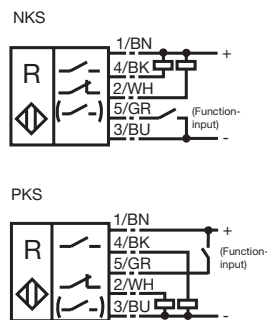 NKS
1/BN
+
4/BK
R
2/WH
5/GR
(Function-
input)
3/BU
-
PKS
1/BN
+
R
4/BK
(Function-
input)
5/GR
2/WH
3/BU
-